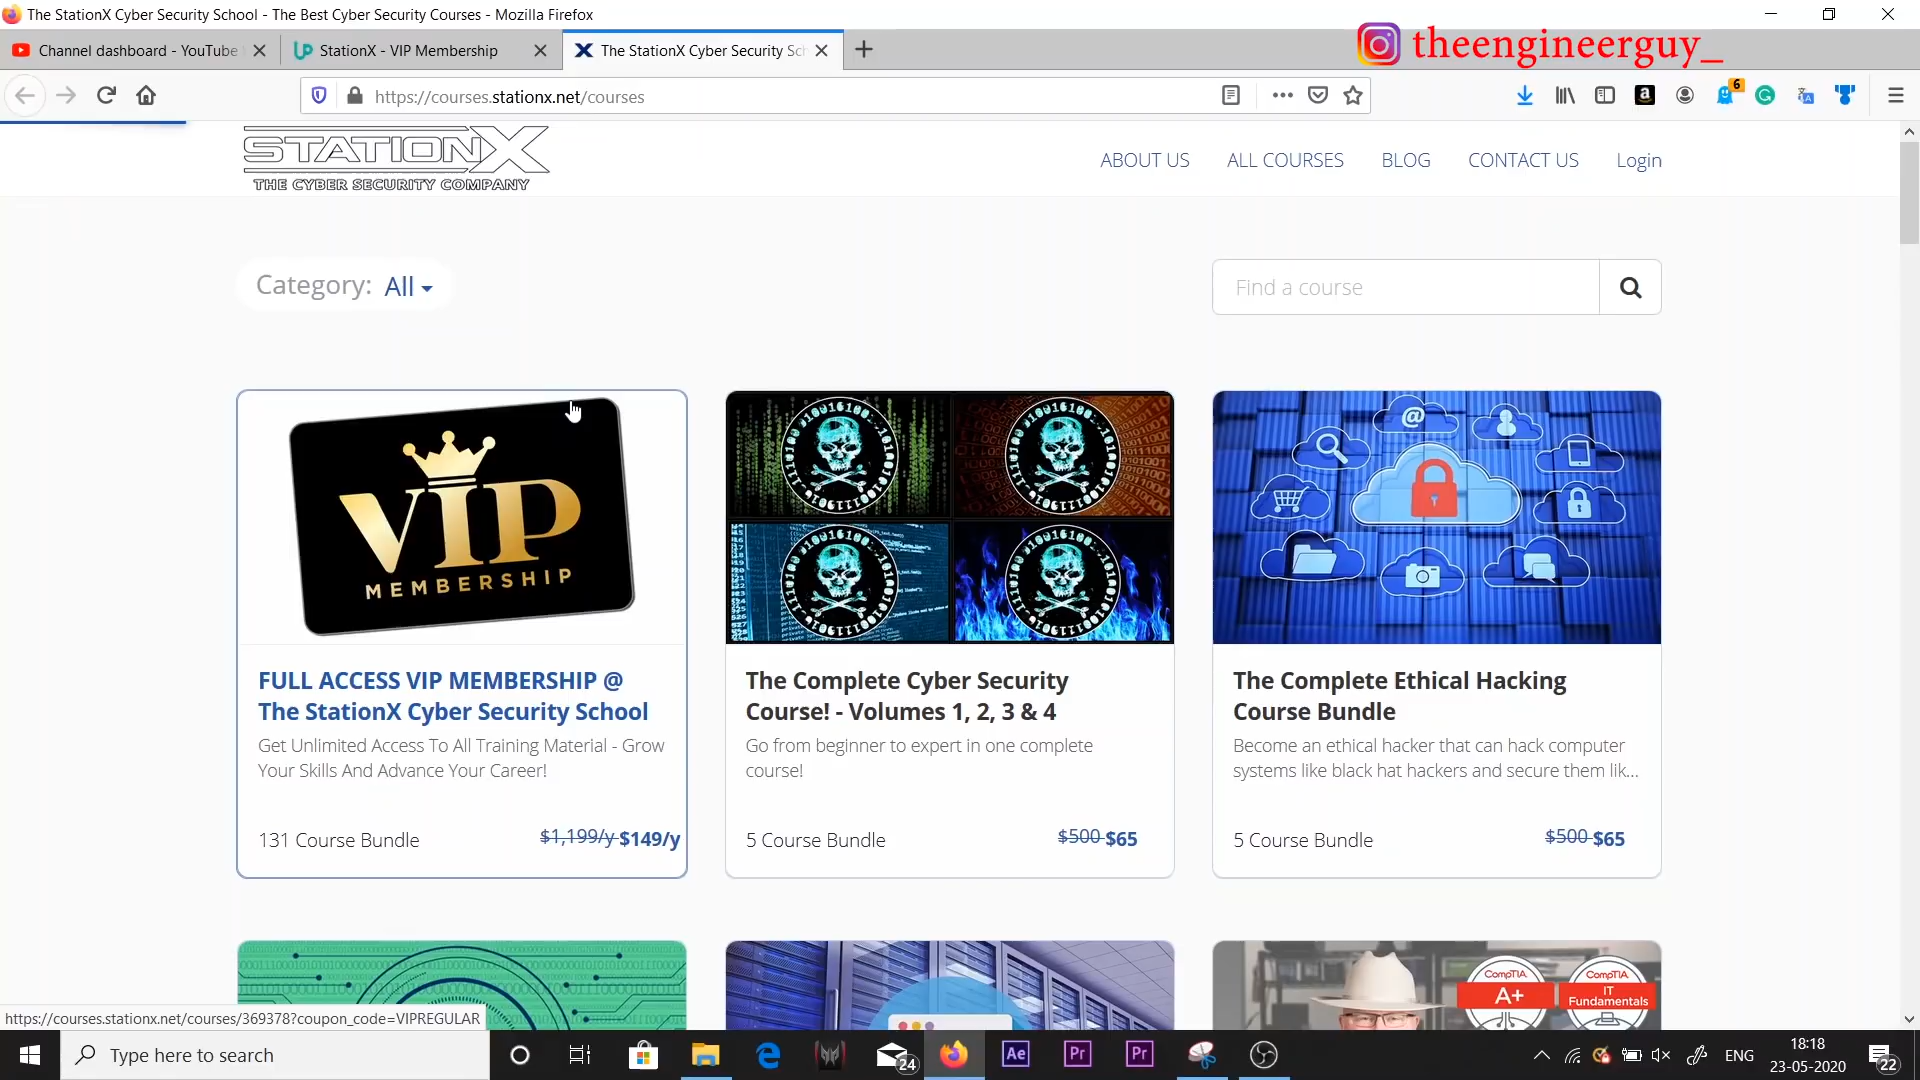 The StationX Cyber Security School - The Best Cyber Security Courses - Mozilla Firefox
Channel dashboard - YouTube
StationX - VIP Membership
The StationX Cyber Security Sch
theengineerguy_
https://courses.stationx.net/courses
6
STATIONX
THE CYBER SECURITY COMPANY
ABOUT US
ALL COURSES
BLOG
CONTACT US
Login
Category: All
Find a course
VIP
MEMBERSHIP
FULL ACCESS VIP MEMBERSHIP @
The StationX Cyber Security School
Get Unlimited Access To All Training Material - Grow
Your Skills And Advance Your Career!
131 Course Bundle
$1,199/y $149/y
The Complete Cyber Security
Course! - Volumes 1, 2, 3 & 4
Go from beginner to expert in one complete
course!
5 Course Bundle
$500 $65
The Complete Ethical Hacking
Course Bundle
Become an ethical hacker that can hack computer
systems like black hat hackers and secure them lik...
5 Course Bundle
$500 $65
CompTIA
A+
CompTIA
IT
Fundamentals
https://courses.stationx.net/courses/369378?coupon_code=VIPREGULAR
Type here to search
24
Ae
Pr
Pr
ENG
18:18
23-05-2020
22